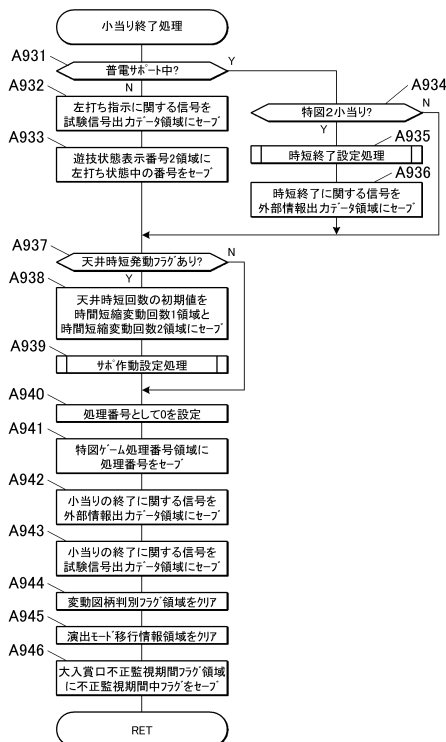 小当り終了処理
A931
普電サポート中?
Y
N
A932
左打ち指示に関する信号を
試験信号出力データ領域にセーブ
A933
遊技状態表示番号2領域に
左打ち状態中の番号をセーブ
A934
特図2小当り?
N
Y
A935
時短終了設定処理
A936
時短終了に関する信号を
外部情報出力データ領域にセーブ
A937
天井時短発動フラグあり?
N
Y
A938
天井時短回数の初期値を
時間短縮変動回数1領域と
時間短縮変動回数2領域にセーブ
A939
サポ作動設定処理
A940
処理番号として0を設定
A941
特図ゲーム処理番号領域に
処理番号をセーブ
A942
小当りの終了に関する信号を
外部情報出力データ領域にセーブ
A943
小当りの終了に関する信号を
試験信号出力データ領域にセーブ
A944
変動図柄判別フラグ領域をクリア
A945
演出モード移行情報領域をクリア
A946
大入賞口不正監視期間フラグ領域
に不正監視期間中フラグをセーブ
RET